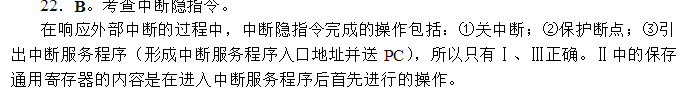 22．B。考查中断隐指令。
在响应外部中断的过程中，中断隐指令完成的操作包括：①关中断；②保护断点；③引
出中断服务程序（形成中断服务程序入口地址并送 PC），所以只有Ⅰ、Ⅲ正确。Ⅱ中的保存
通用寄存器的内容是在进入中断服务程序后首先进行的操作。